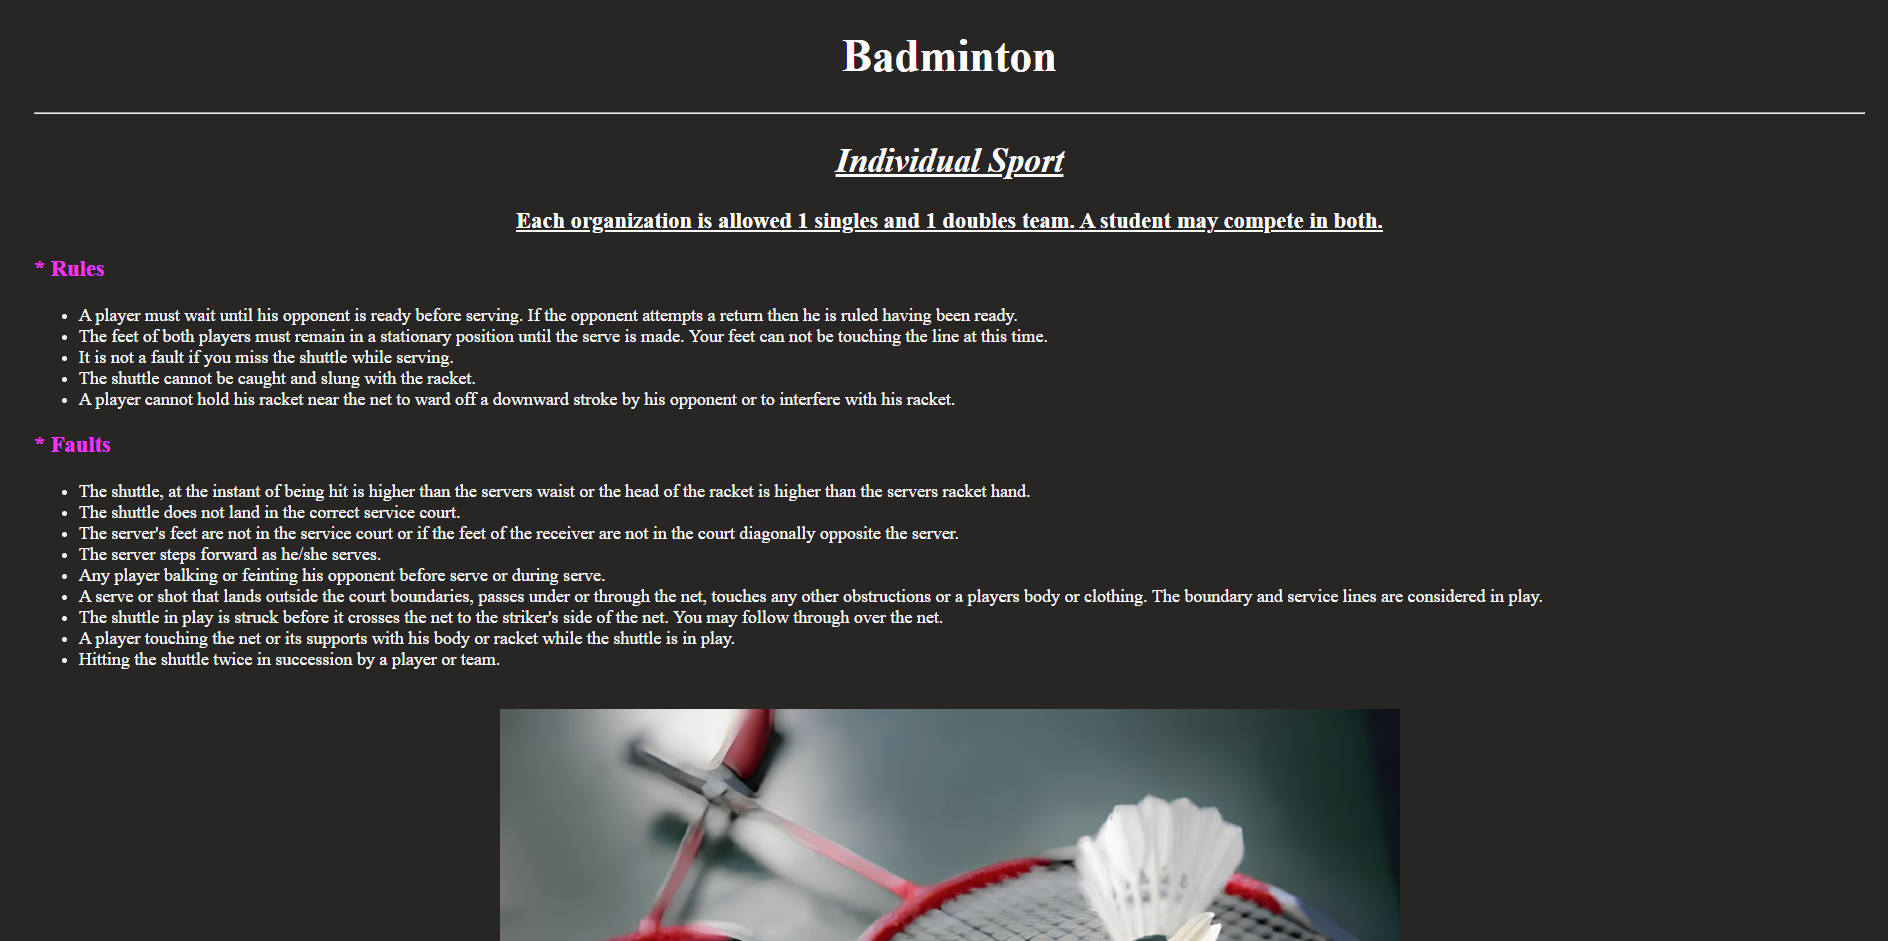 Badminton
Individual Sport
Each organization is allowed 1 singles and 1 doubles team. A student may compete in both.
* Rules
• A player must wait until his opponent is ready before serving. If the opponent attempts a return then he is ruled having been ready.
• The feet of both players must remain in a stationary position until the serve is made. Your feet can not be touching the line at this time.
• It is not a fault if you miss the shuttle while serving.
• The shuttle cannot be caught and slung with the racket.
• A player cannot hold his racket near the net to ward off a downward stroke by his opponent or to interfere with his racket.
* Faults
• The shuttle, at the instant of being hit is higher than the servers waist or the head of the racket is higher than the servers racket hand.
• The shuttle does not land in the correct service court.
• The server's feet are not in the service court or if the feet of the receiver are not in the court diagonally opposite the server.
• The server steps forward as he/she serves.
• Any player balking or feinting his opponent before serve or during serve.
• A serve or shot that lands outside the court boundaries, passes under or through the net, touches any other obstructions or a players body or clothing. The boundary and service lines are considered in play.
• The shuttle in play is struck before it crosses the net to the striker's side of the net. You may follow through over the net.
• A player touching the net or its supports with his body or racket while the shuttle is in play.
• Hitting the shuttle twice in succession by a player or team.